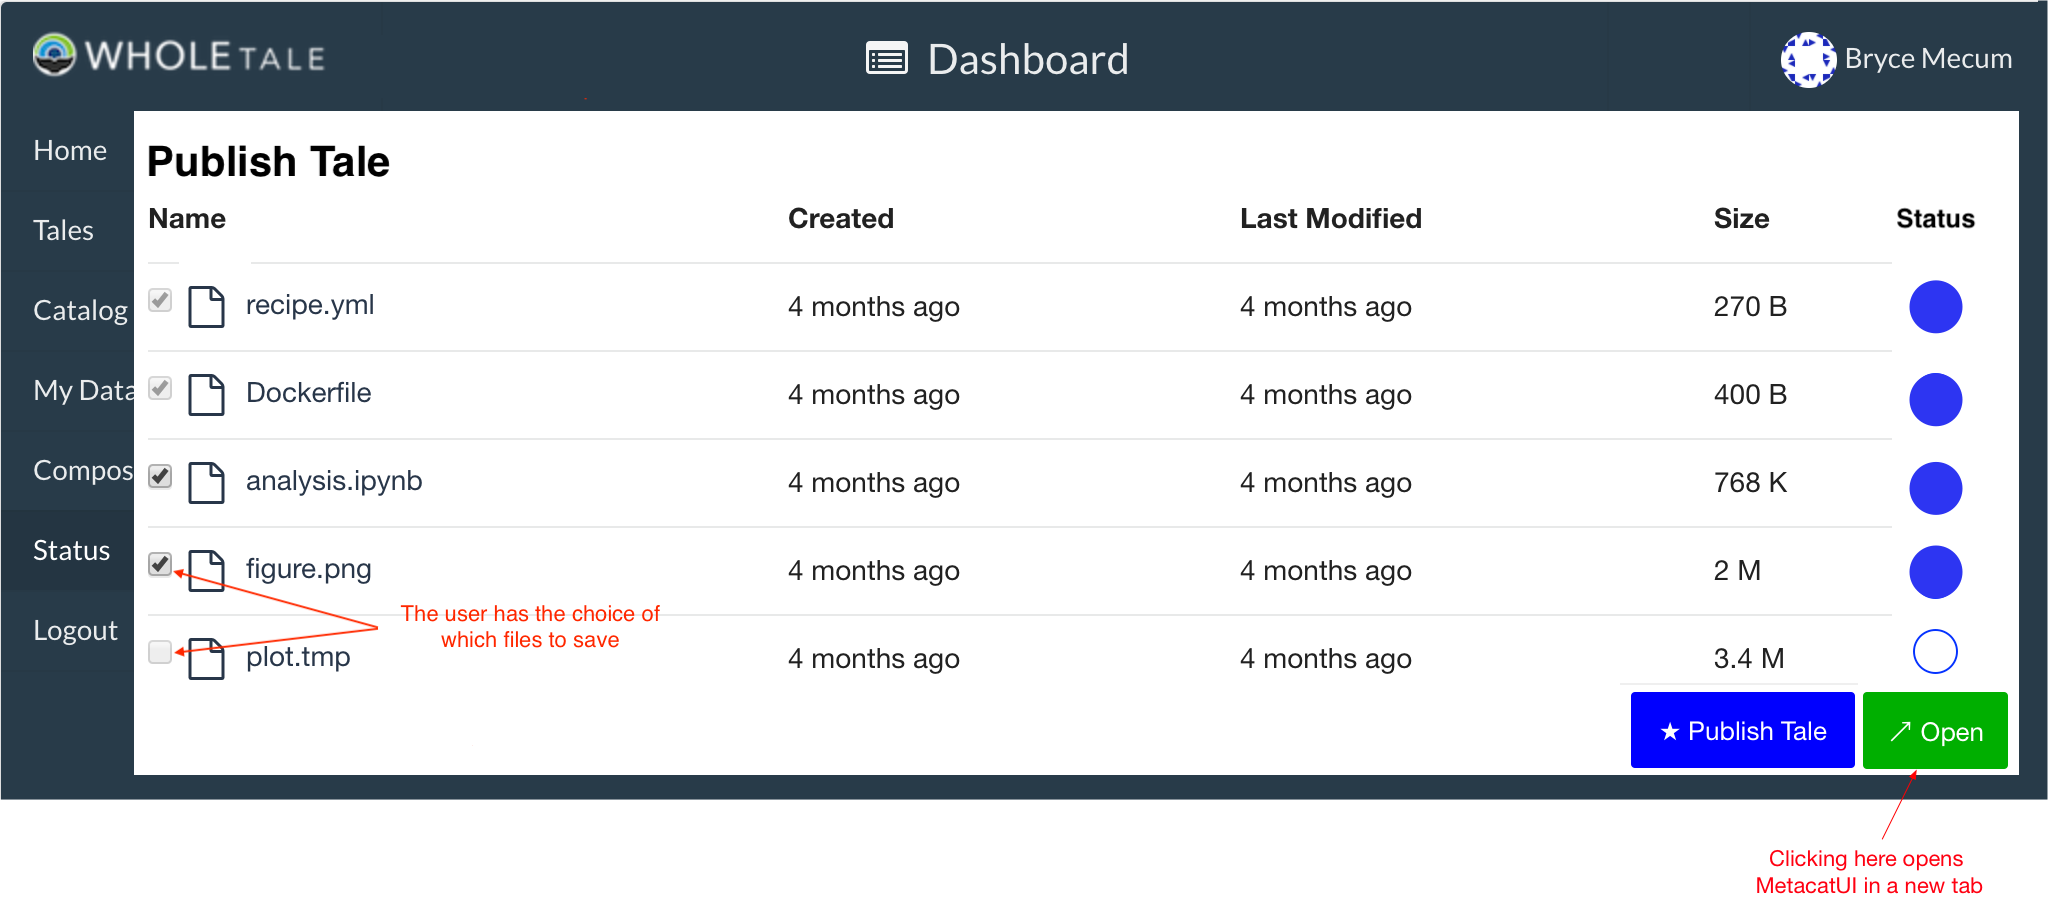 WHOLETALE
Dashboard
Bryce Mecum
Home
Tales
Catalog
My Data
Compos
Status
Logout
Publish Tale
Name Created Last Modified Size Status
recipe.yml 4 months ago 4 months ago 270 B
Dockerfile 4 months ago 4 months ago 400 B
analysis.ipynb 4 months ago 4 months ago 768 K
figure.png 4 months ago 4 months ago 2 M
The user has the choice of
which files to save
plot.tmp 4 months ago 4 months ago 3.4 M
★ Publish Tale
↗ Open
Clicking here opens
MetacatUI in a new tab